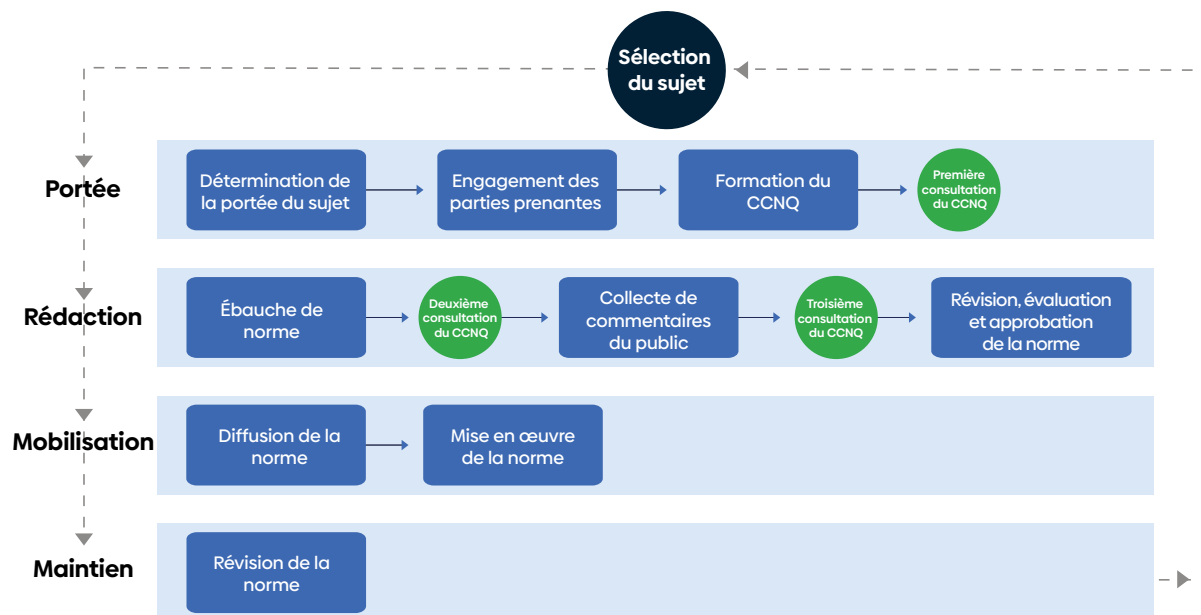 Sélection
du sujet
Portée
Détermination de
la portée du sujet
Engagement des
parties prenantes
Formation du
CCNQ
Première
consultation
du CCNQ
Rédaction
Ébauche de
norme
Deuxième
consultation
du CCNQ
Collecte de
commentaires
du public
Troisième
consultation
du CCNQ
Révision, évaluation
et approbation
de la norme
Mobilisation
Diffusion de la
norme
Mise en œuvre
de la norme
Maintien
Révision de la
norme